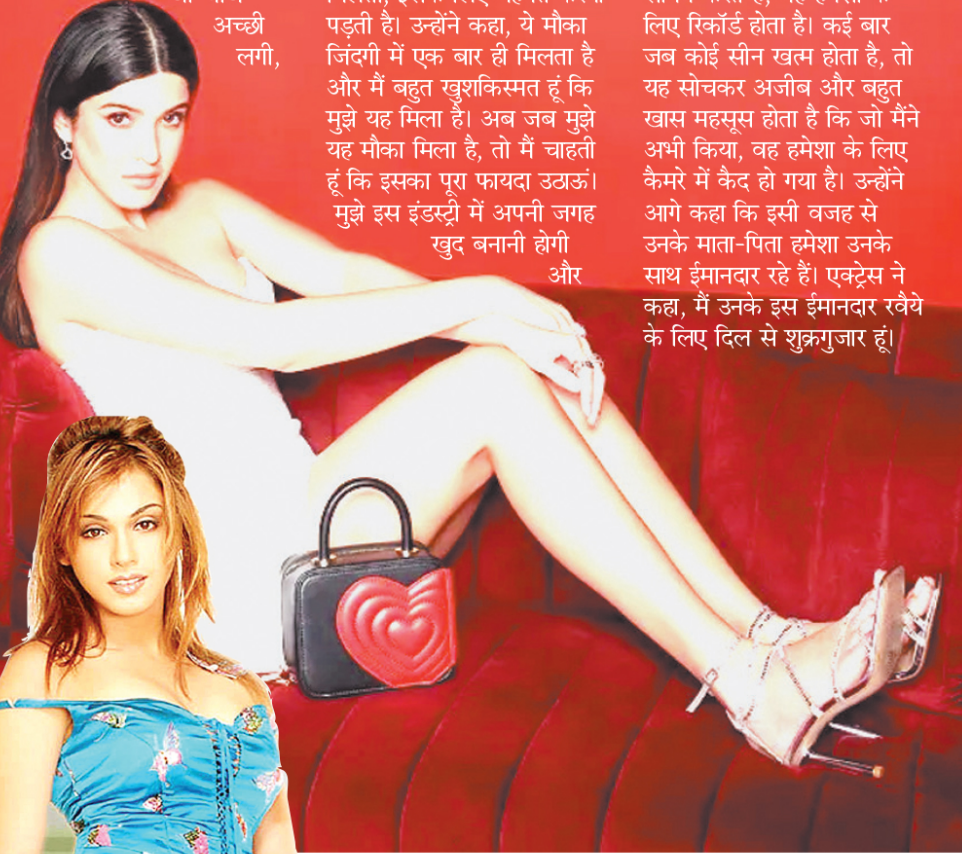 अच्छी
लगी,
पड़ती है। उन्होंने कहा, ये मौका
जिंदगी में एक बार ही मिलता है
और मैं बहुत खुशकिस्मत हूं कि
मुझे यह मिला है। अब जब मुझे
यह मौका मिला है, तो मैं चाहती
हूं कि इसका पूरा फायदा उठाऊं।
मुझे इस इंडस्ट्री में अपनी जगह
खुद बनानी होगी
और
लिए रिकॉर्ड होता है। कई बार
जब कोई सीन खत्म होता है, तो
यह सोचकर अजीब और बहुत
खास महसूस होता है कि जो मैंने
अभी किया, वह हमेशा के लिए
कैमरे में कैद हो गया है। उन्होंने
आगे कहा कि इसी वजह से
उनके माता-पिता हमेशा उनके
साथ ईमानदार रहे हैं। एक्ट्रेस ने
कहा, मैं उनके इस ईमानदार रवैये
के लिए दिल से शुक्रगुजार हूं।